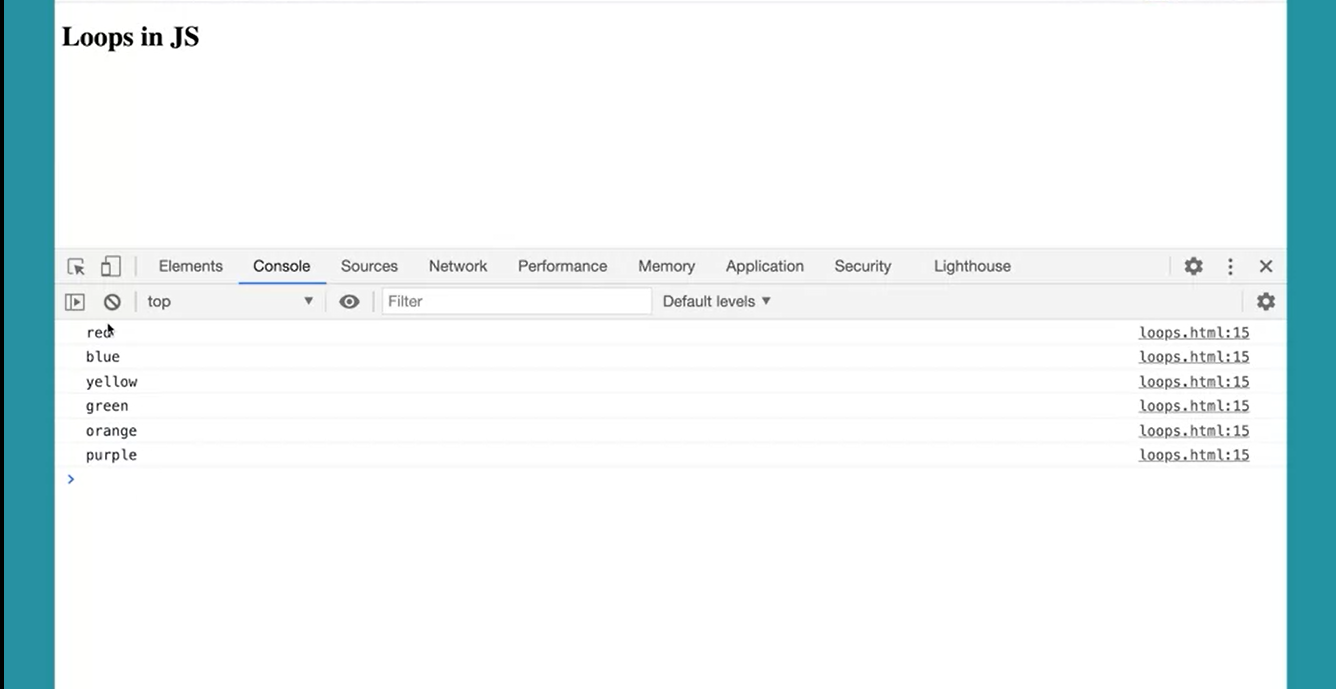 Loops in JS
Elements Console Sources Network Performance Memory Application Security Lighthouse
top Filter Default levels
red loops.html:15
blue loops.html:15
yellow loops.html:15
green loops.html:15
orange loops.html:15
purple loops.html:15